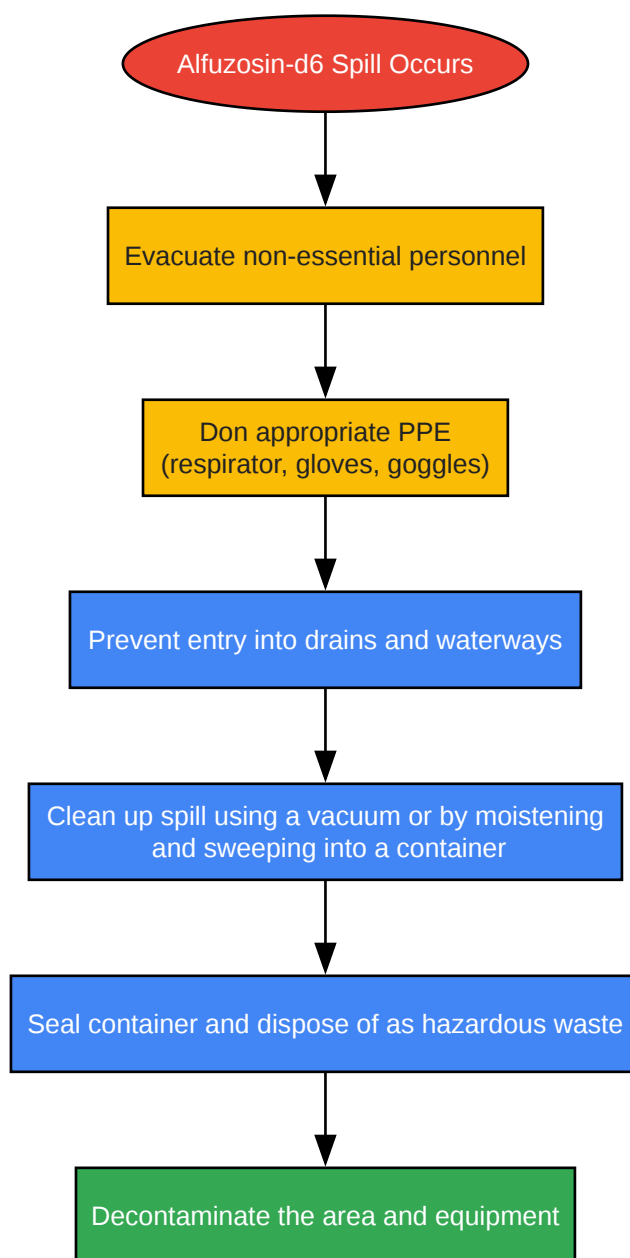 Alfuzosin-d6 Spill Occurs
Evacuate non-essential personnel
Don appropriate PPE
(respirator, gloves, goggles)
Prevent entry into drains and waterways
Clean up spill using a vacuum or by moistening
and sweeping into a container
Seal container and dispose of as hazardous waste
Decontaminate the area and equipment